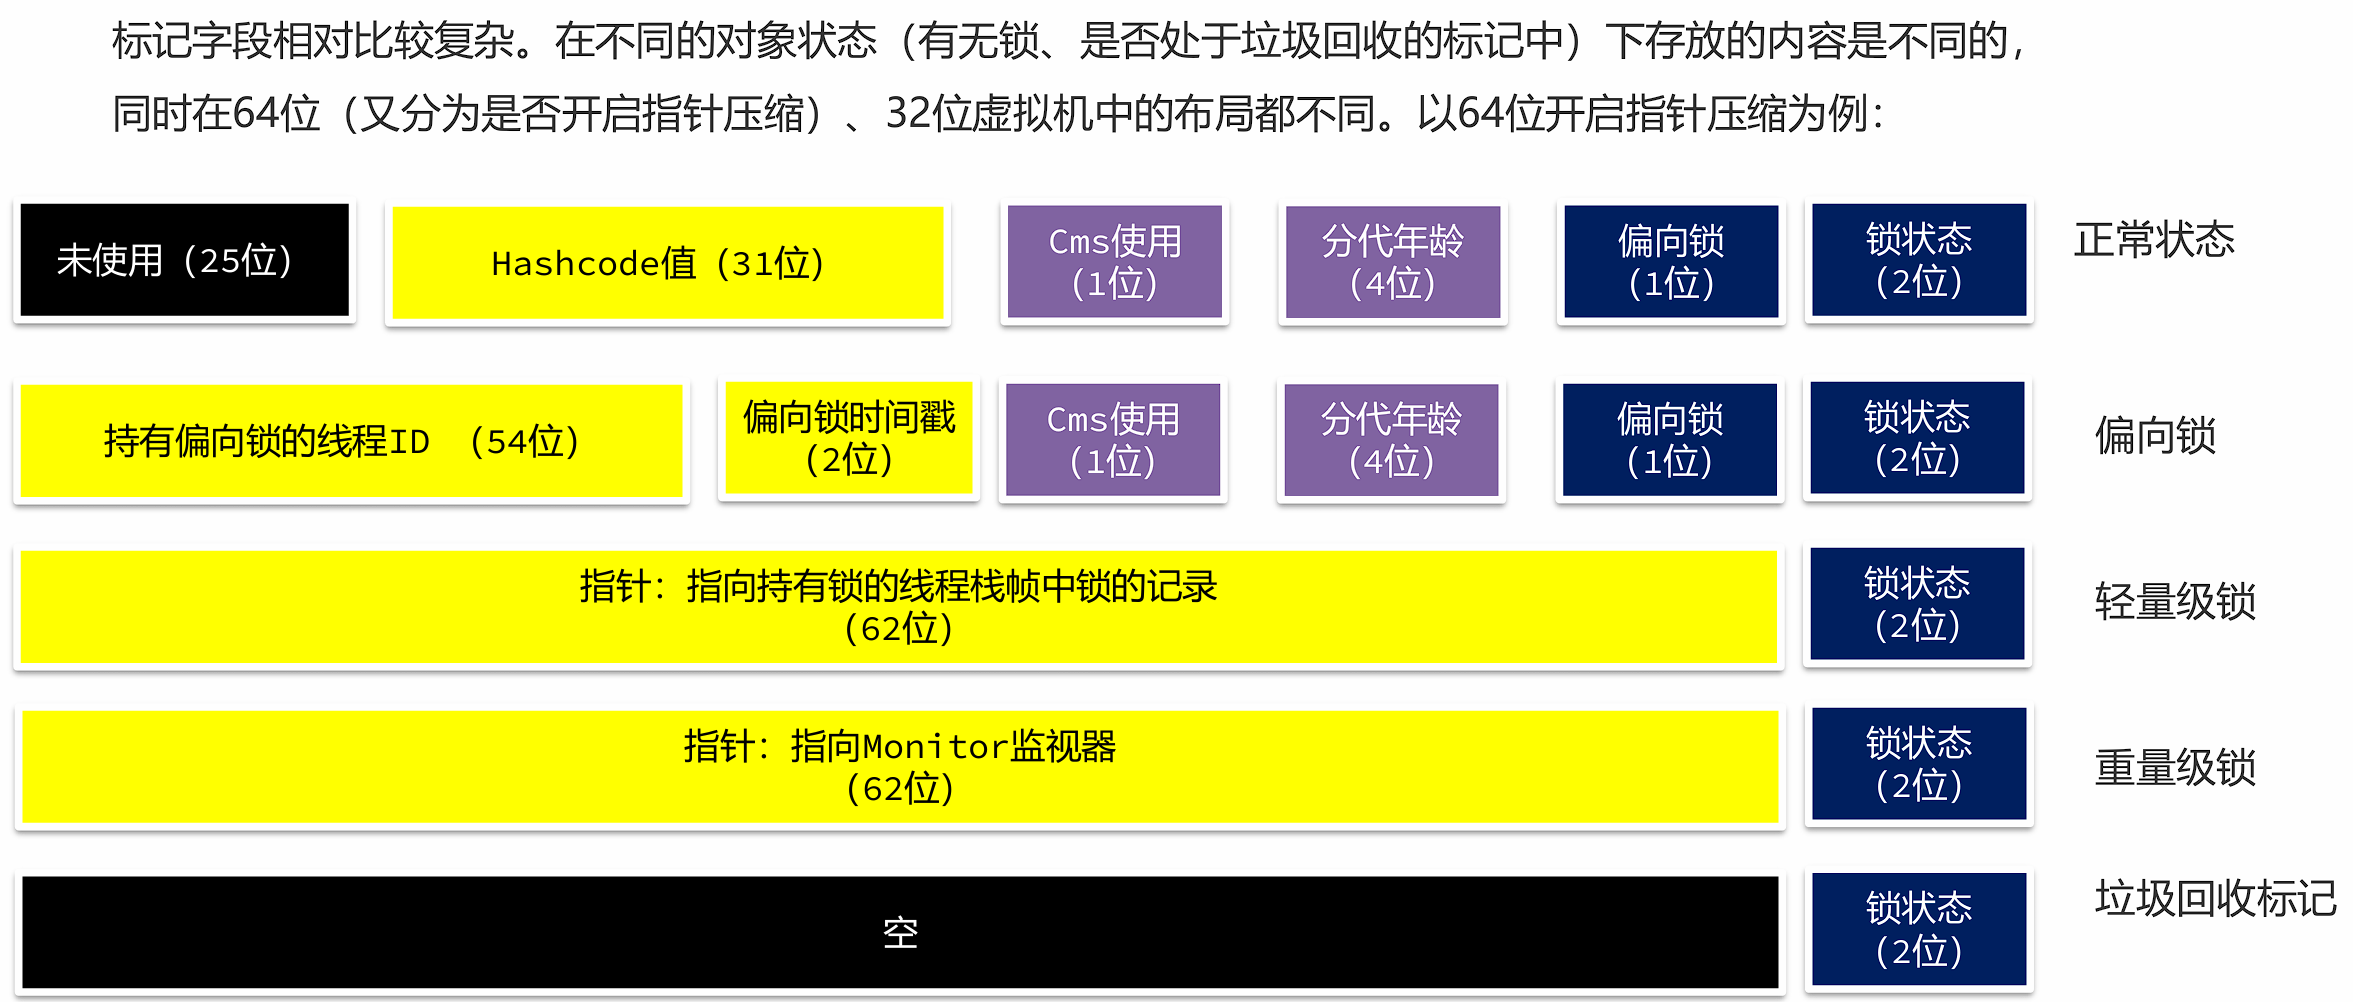 标记字段相对比较复杂。在不同的对象状态（有无锁、是否处于垃圾回收的标记中）下存放的内容是不同的，
同时在64位（又分为是否开启指针压缩）、32位虚拟机中的布局都不同。以64位开启指针压缩为例：
未使用（25位）
Hashcode值（31位）
Cms使用
（1位）
分代年龄
（4位）
偏向锁
（1位）
锁状态
（2位）
正常状态
持有偏向锁的线程ID （54位）
偏向锁时间戳
（2位）
Cms使用
（1位）
分代年龄
（4位）
偏向锁
（1位）
锁状态
（2位）
偏向锁
指针：指向持有锁的线程栈帧中锁的记录
（62位）
锁状态
（2位）
轻量级锁
指针：指向Monitor监视器
（62位）
锁状态
（2位）
重量级锁
空
锁状态
（2位）
垃圾回收标记